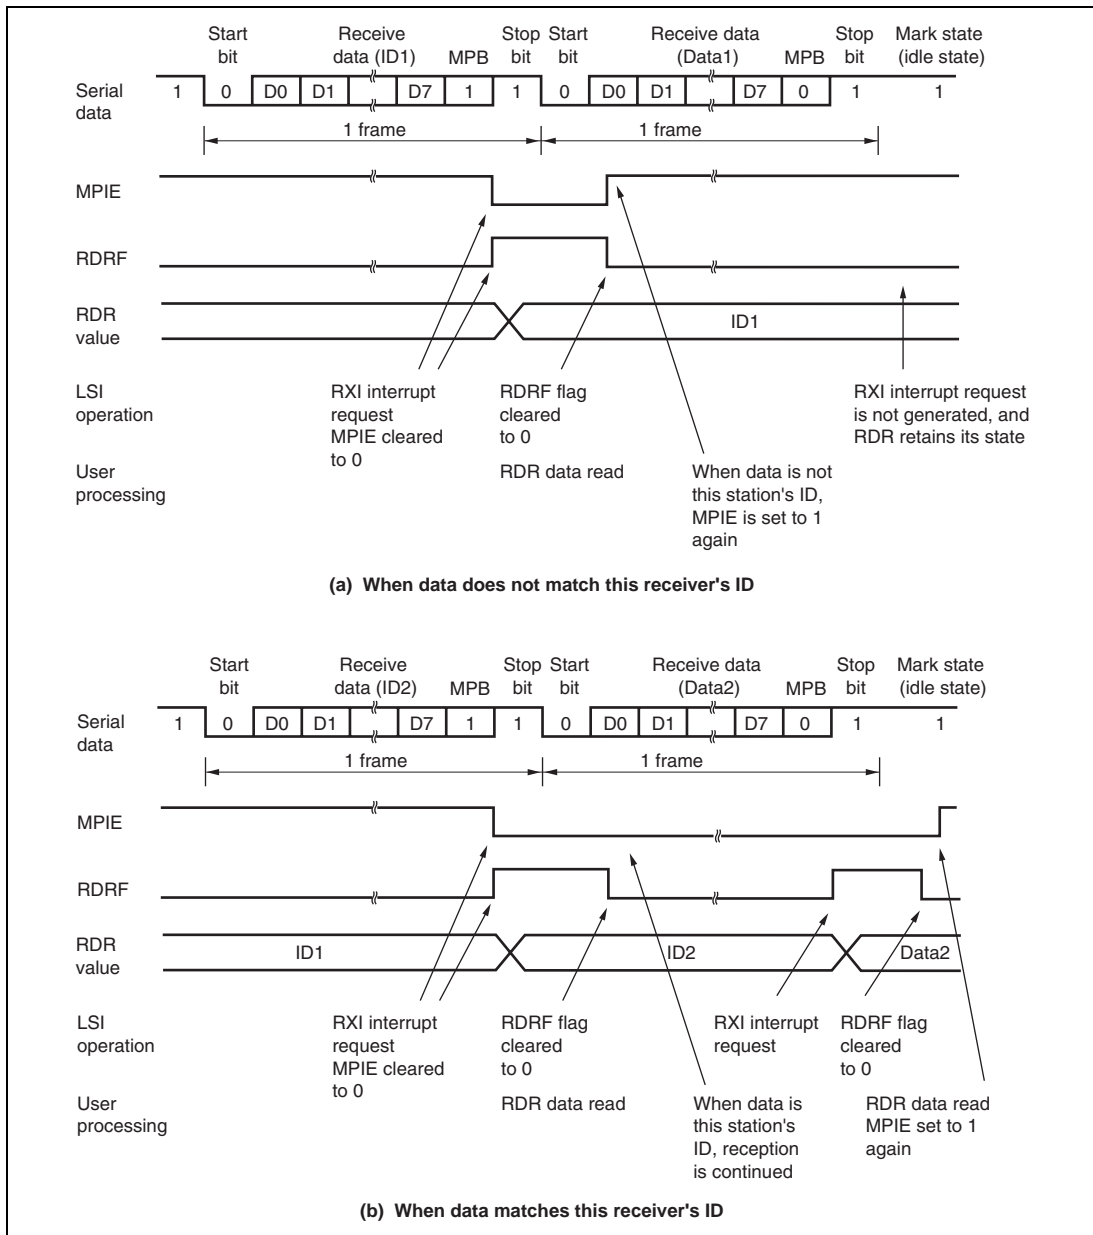 Start bit
Receive data (ID1)
MPB
Stop bit
Start bit
Receive data (Data1)
MPB
Stop bit
Mark state (idle state)
Serial data
1 0 D0 D1 D7 1 1 0 D0 D1 D7 0 1 1
1 frame
1 frame
MPIE
RDRF
RDR value
ID1
LSI operation
RXI interrupt request MPIE cleared to 0
RDRF flag cleared to 0
RXI interrupt request is not generated, and RDR retains its state
User processing
RDR data read
When data is not this station's ID, MPIE is set to 1 again
(a) When data does not match this receiver's ID
Start bit
Receive data (ID2)
MPB
Stop bit
Start bit
Receive data (Data2)
MPB
Stop bit
Mark state (idle state)
Serial data
1 0 D0 D1 D7 1 1 0 D0 D1 D7 0 1 1
1 frame
1 frame
MPIE
RDRF
RDR value
ID1
ID2
Data2
LSI operation
RXI interrupt request MPIE cleared to 0
RDRF flag cleared to 0
RXI interrupt request
RDRF flag cleared to 0
User processing
RDR data read
When data is this station's ID, reception is continued
RDR data read MPIE set to 1 again
(b) When data matches this receiver's ID